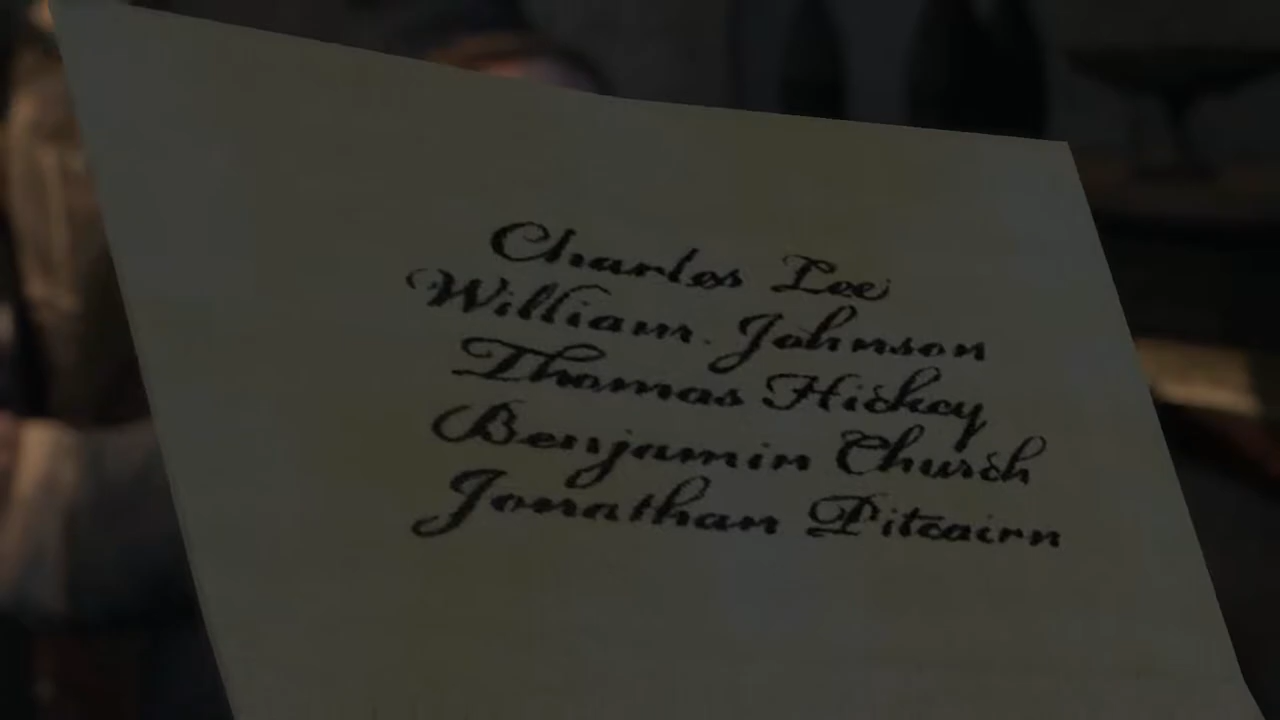 Charles Lee
William. Johnson
Thomas Hickey
Benjamin Church
Jonathan Pitcairn